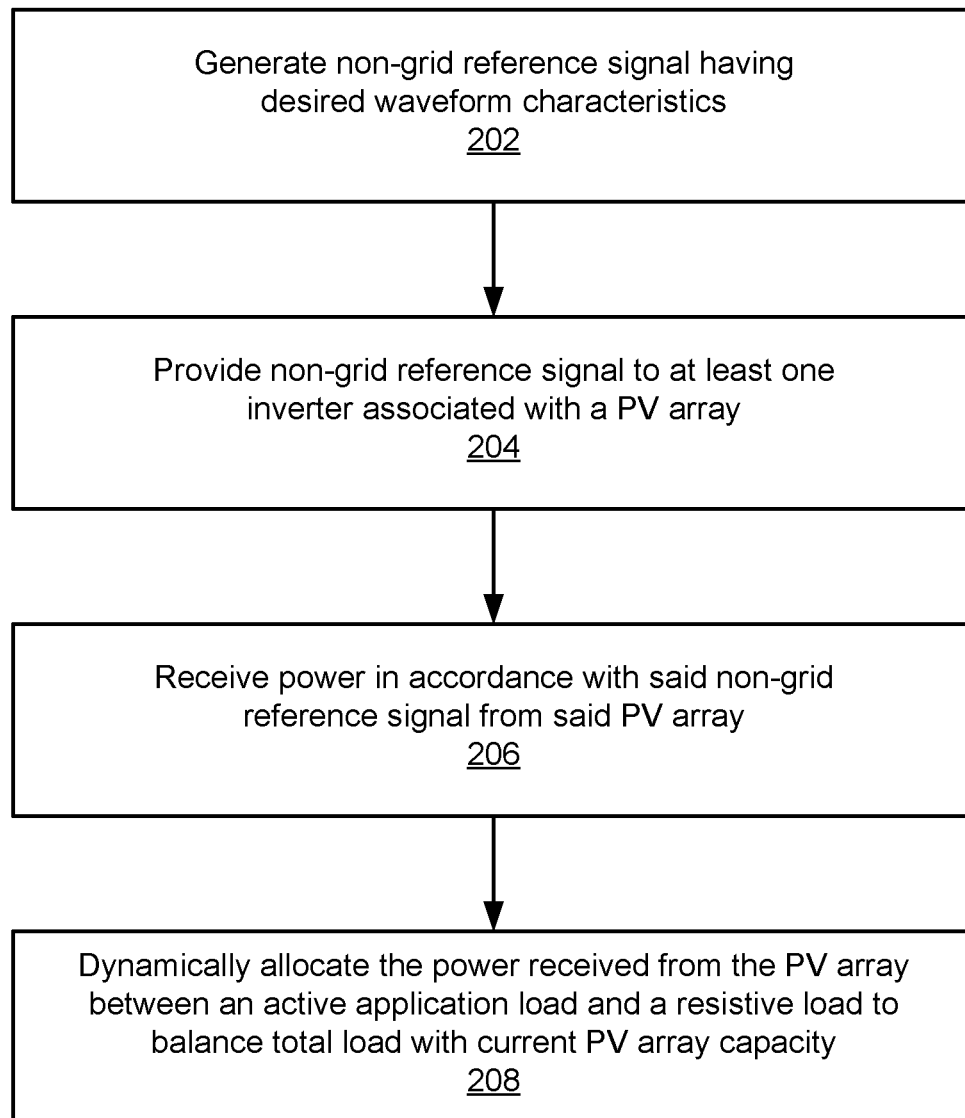 Generate non-grid reference signal having
desired waveform characteristics
202
Provide non-grid reference signal to at least one
inverter associated with a PV array
204
Receive power in accordance with said non-grid
reference signal from said PV array
206
Dynamically allocate the power received from the PV array
between an active application load and a resistive load to
balance total load with current PV array capacity
208